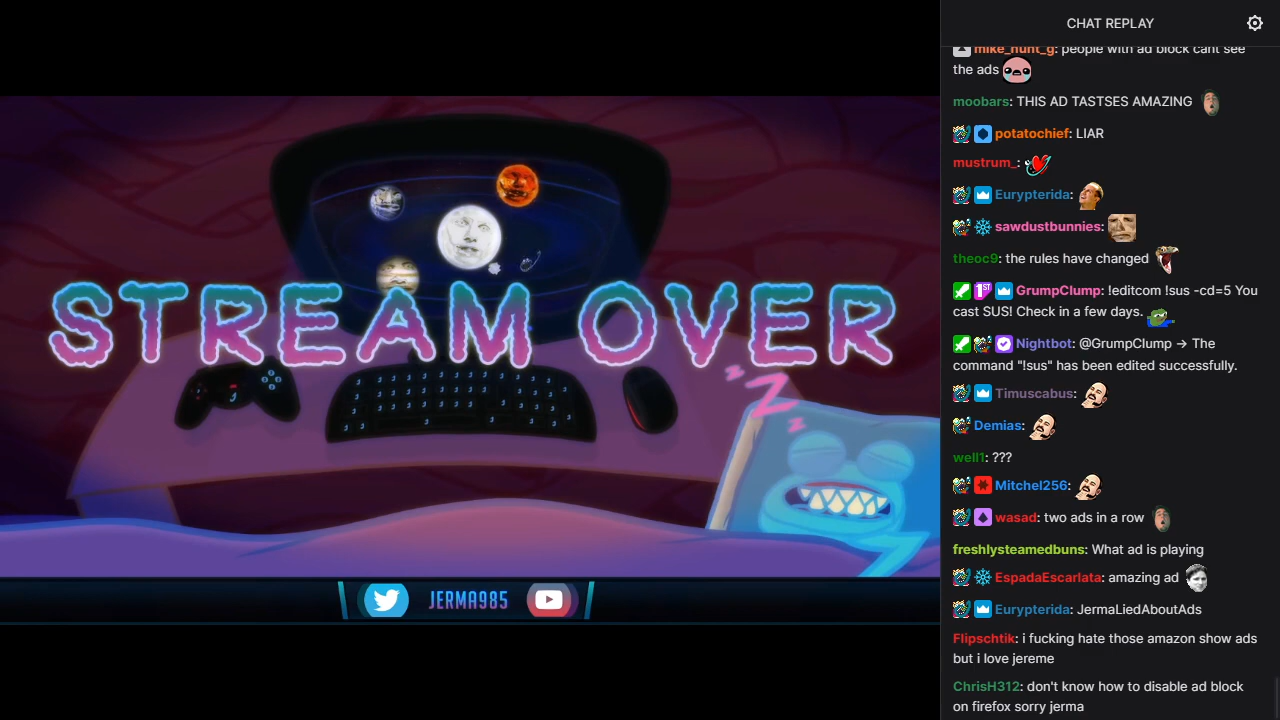 STREAM OVER
z
Z
z
JERMA985
CHAT REPLAY
mike_hunt_g: people with ad block cant see
the ads
moobars: THIS AD TASTSES AMAZING
potatochief: LIAR
mustrum_:
Eurypterida:
sawdustbunnies:
theoc9: the rules have changed
GrumpClump: !editcom !sus -cd=5 You
cast SUS! Check in a few days.
Nightbot: @GrumpClump → The
command "!sus" has been edited successfully.
Timuscabus:
Demias:
well1: ???
Mitchel256:
wasad: two ads in a row
freshlysteamedbuns: What ad is playing
EspadaEscarlata: amazing ad
Eurypterida: JermaLiedAboutAds
Flipschtik: i fucking hate those amazon show ads
but i love jereme
ChrisH312: don't know how to disable ad block
on firefox sorry jerma